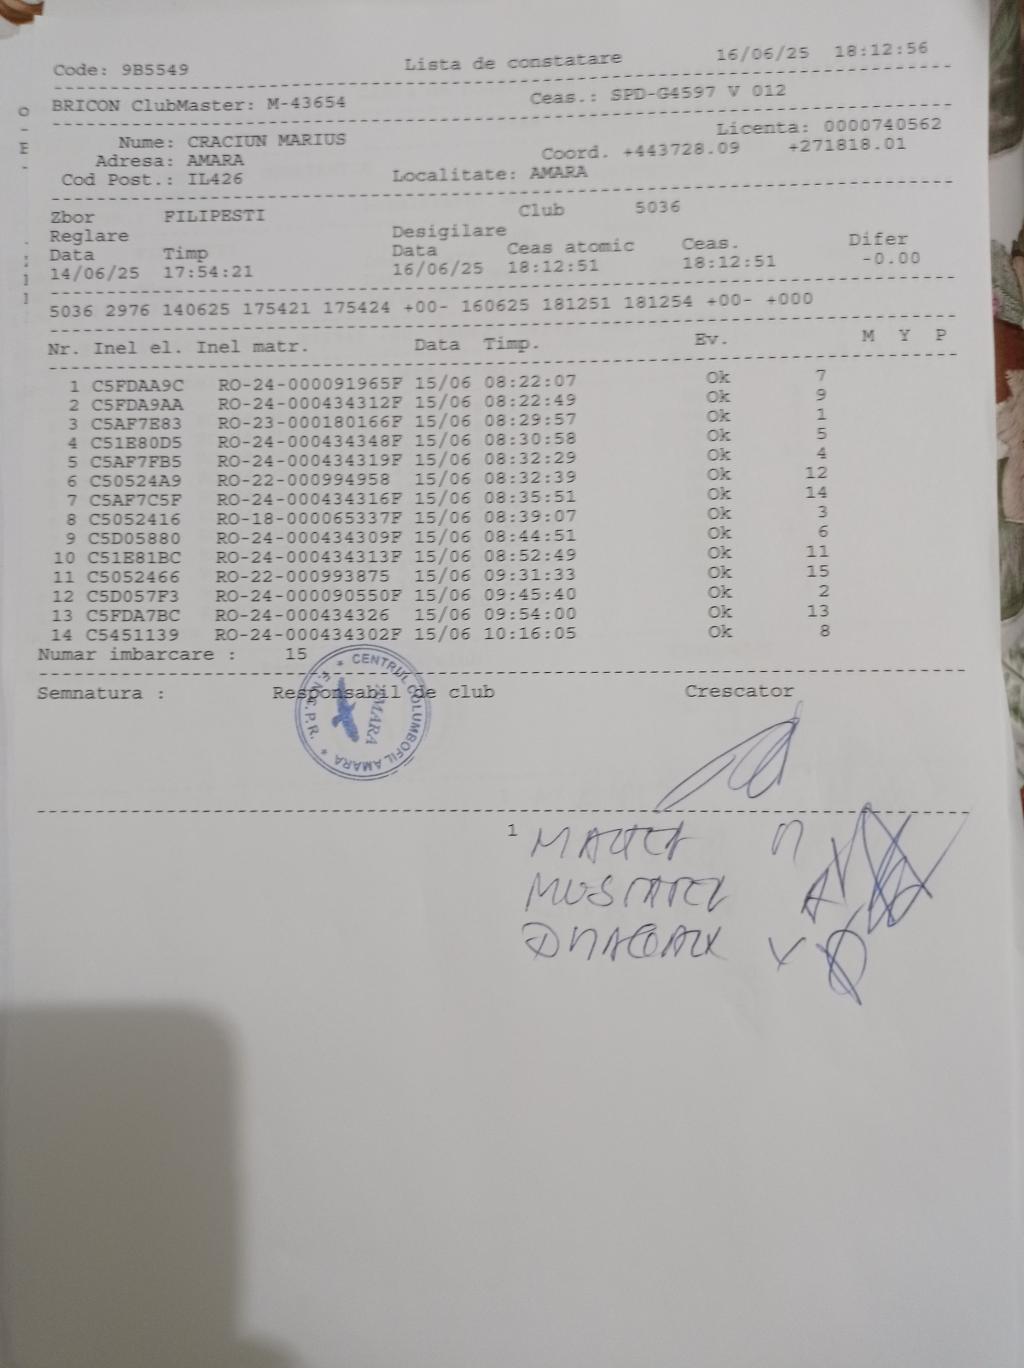 Code: 9B5549 Lista de constatare 16/06/25 18:12:56
BRICON ClubMaster: M-43654 Ceas.: SPD-G4597 V 012
Nume: CRACIUN MARIUS Licenta: 0000740562
Adresa: AMARA Coord. +443728.09 +271818.01
Cod Post.: IL426 Localitate: AMARA
Zbor FILIPESTI Club 5036
Reglare Desigilare
Data Timp Data Ceas atomic Ceas. Difer
14/06/25 17:54:21 16/06/25 18:12:51 18:12:51 -0.00
5036 2976 140625 175421 175424 +00- 160625 181251 181254 +00- +000
Nr. Inel el. Inel matr. Data Timp. Ev. M Y P
1 C5FDAA9C RO-24-000091965F 15/06 08:22:07 Ok 7
2 C5FDA9AA RO-24-000434312F 15/06 08:22:49 Ok 9
3 C5AF7E83 RO-23-000180166F 15/06 08:29:57 Ok 1
4 C51E80D5 RO-24-000434348F 15/06 08:30:58 Ok 5
5 C5AF7FB5 RO-24-000434319F 15/06 08:32:29 Ok 4
6 C50524A9 RO-22-000994958 15/06 08:32:39 Ok 12
7 C5AF7C5F RO-24-000434316F 15/06 08:35:51 Ok 14
8 C5052416 RO-18-000065337F 15/06 08:39:07 Ok 3
9 C5D05880 RO-24-000434309F 15/06 08:44:51 Ok 6
10 C51E81BC RO-24-000434313F 15/06 08:52:49 Ok 11
11 C5052466 RO-22-000993875 15/06 09:31:33 Ok 15
12 C5D057F3 RO-24-000090550F 15/06 09:45:40 Ok 2
13 C5FDA7BC RO-24-000434326 15/06 09:54:00 Ok 13
14 C5451139 RO-24-000434302F 15/06 10:16:05 Ok 8
Numar imbarcare : 15
Semnatura : Responsabil de club Crescator
CENTRUL COLUMBOFIL AMARA
AMARA
1